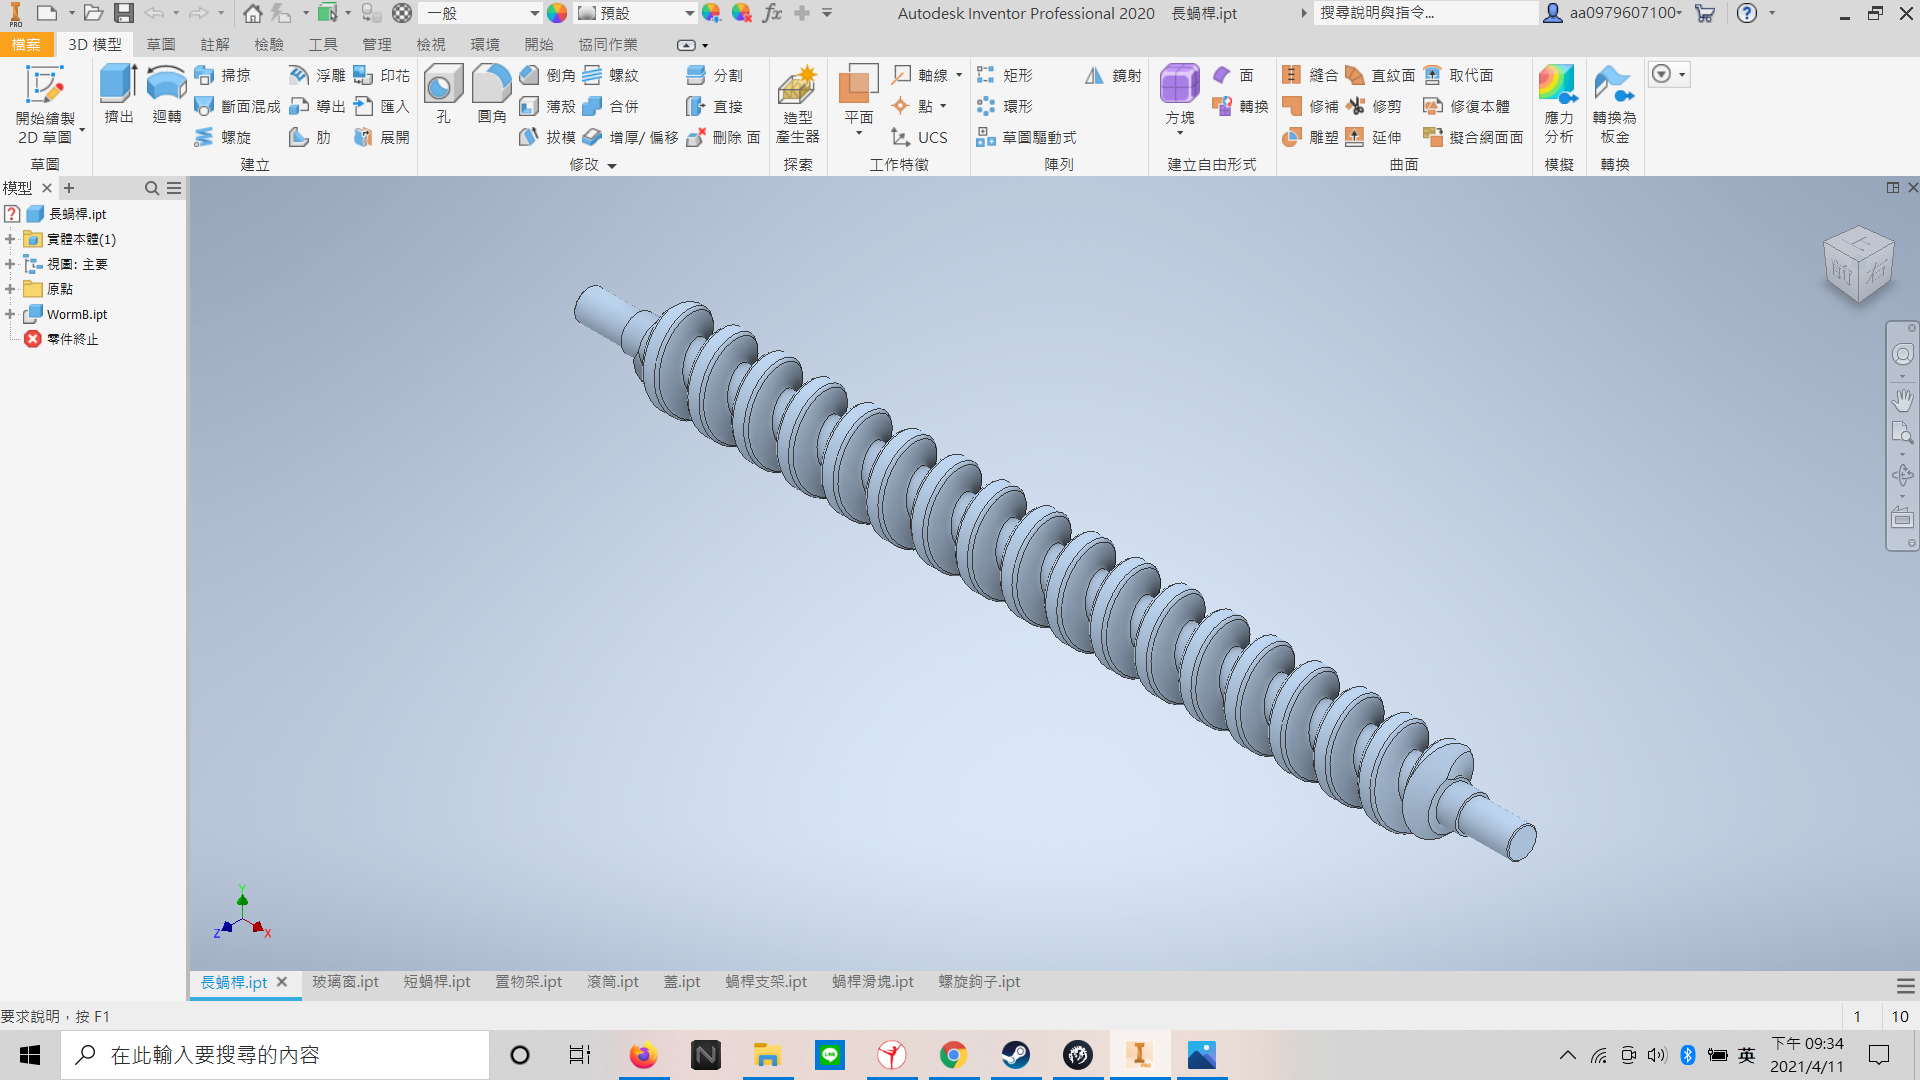 PRO
一般
預設
fx
Autodesk Inventor Professional 2020 長蝸桿.ipt
搜尋說明與指令...
aa0979607100
檔案 3D 模型 草圖 註解 檢驗 工具 管理 檢視 環境 開始 協同作業
開始繪製
2D 草圖
草圖
擠出
迴轉
掃掠
斷面混成
螺旋
浮雕
導出
肋
印花
匯入
展開
建立
孔
圓角
倒角
薄殼
拔模
螺紋
合併
增厚/ 偏移
分割
直接
刪除 面
修改
造型
產生器
探索
平面
軸線
點
UCS
工作特徵
矩形
環形
草圖驅動式
鏡射
陣列
方塊
面
轉換
建立自由形式
縫合
修補
雕塑
直紋面
修剪
延伸
取代面
修復本體
擬合網面面
曲面
應力
分析
模擬
轉換為
板金
轉換
模型
長蝸桿.ipt
實體本體(1)
視圖: 主要
原點
WormB.ipt
零件終止
上
前
右
Y
Z
X
長蝸桿.ipt 玻璃窗.ipt 短蝸桿.ipt 置物架.ipt 滾筒.ipt 蓋.ipt 蝸桿支架.ipt 蝸桿滑塊.ipt 螺旋鉤子.ipt
要求說明，按 F1
1 10
在此輸入要搜尋的內容
LINE
PRO
英
下午 09:34
2021/4/11